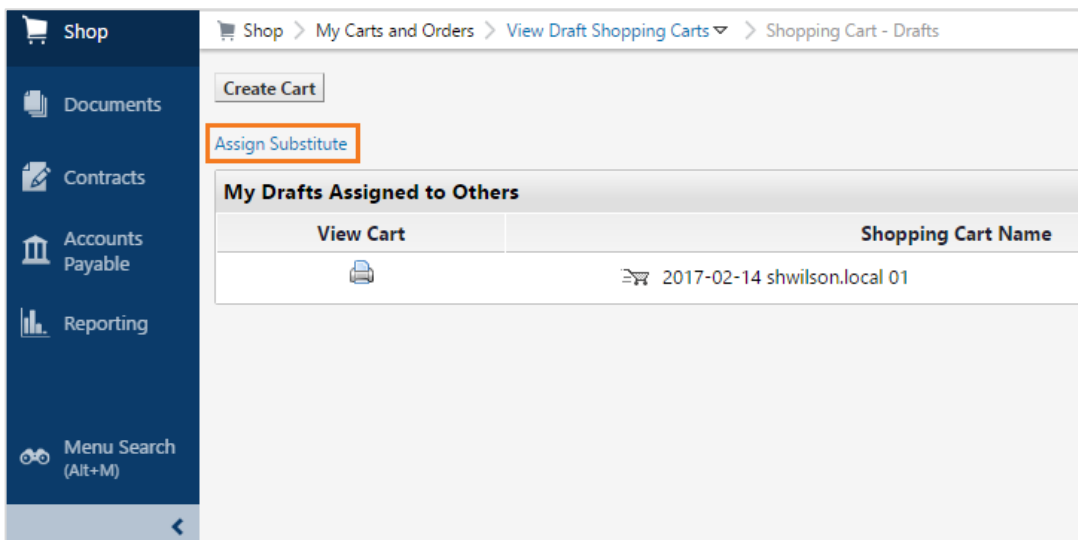 Shop
Documents
Contracts
Accounts
Payable
Reporting
Menu Search
(Alt+M)
Shop > My Carts and Orders > View Draft Shopping Carts > Shopping Cart - Drafts
Create Cart
Assign Substitute
My Drafts Assigned to Others
View Cart Shopping Cart Name
2017-02-14 shwilson.local 01